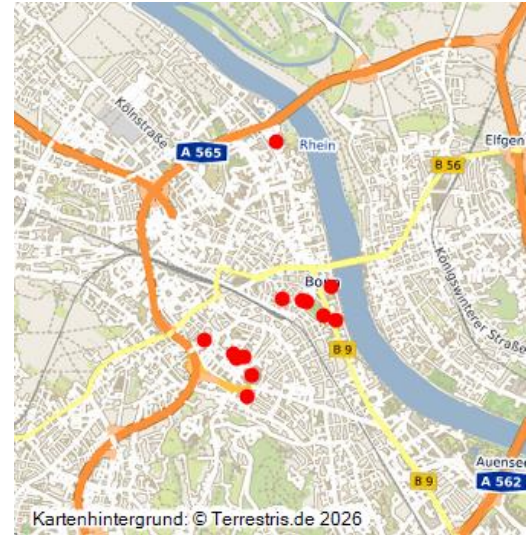 Kölnstraße
A 565
Rhein
Elfgen
B 56
Königswinterer Straße
Bonn
B 9
Auensee
A 562
B 9
Kartenhintergrund: © Terrestris.de 2026